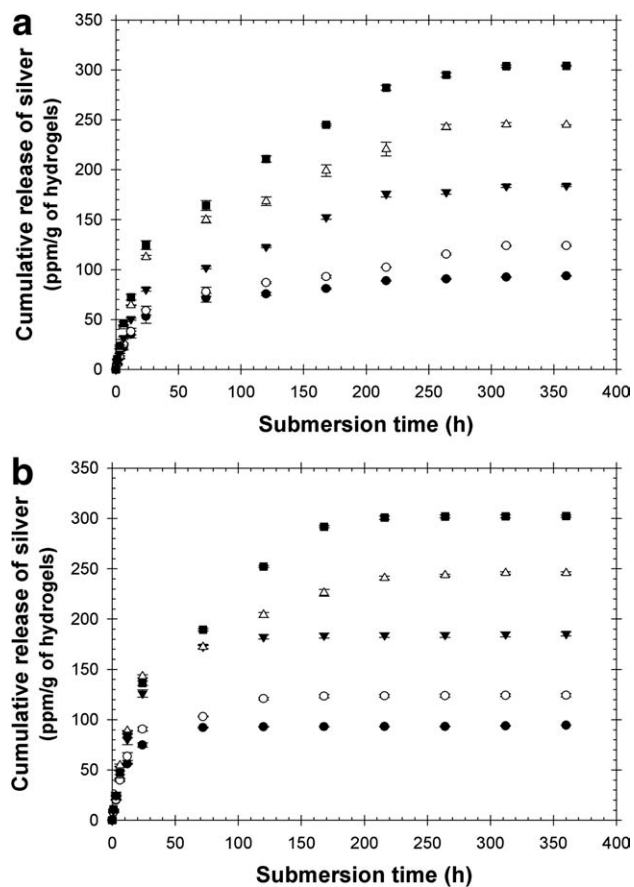 a
350
300
250
200
150
100
50
0
Cumulative release of silver
(ppm/g of hydrogels)
0 50 100 150 200 250 300 350 400
Submersion time (h)
b
350
300
250
200
150
100
50
0
Cumulative release of silver
(ppm/g of hydrogels)
0 50 100 150 200 250 300 350 400
Submersion time (h)